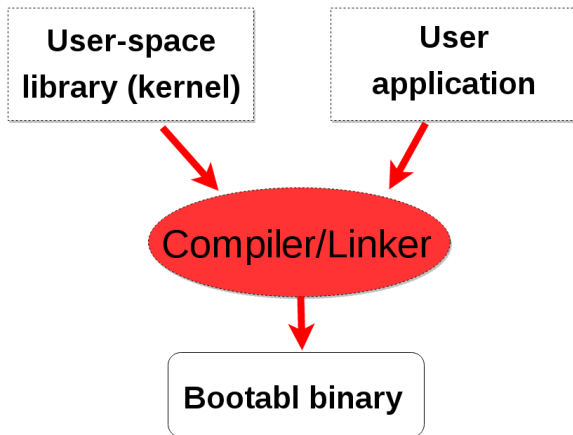 User-space
library (kernel)
User
application
Compiler/Linker
Bootabl binary